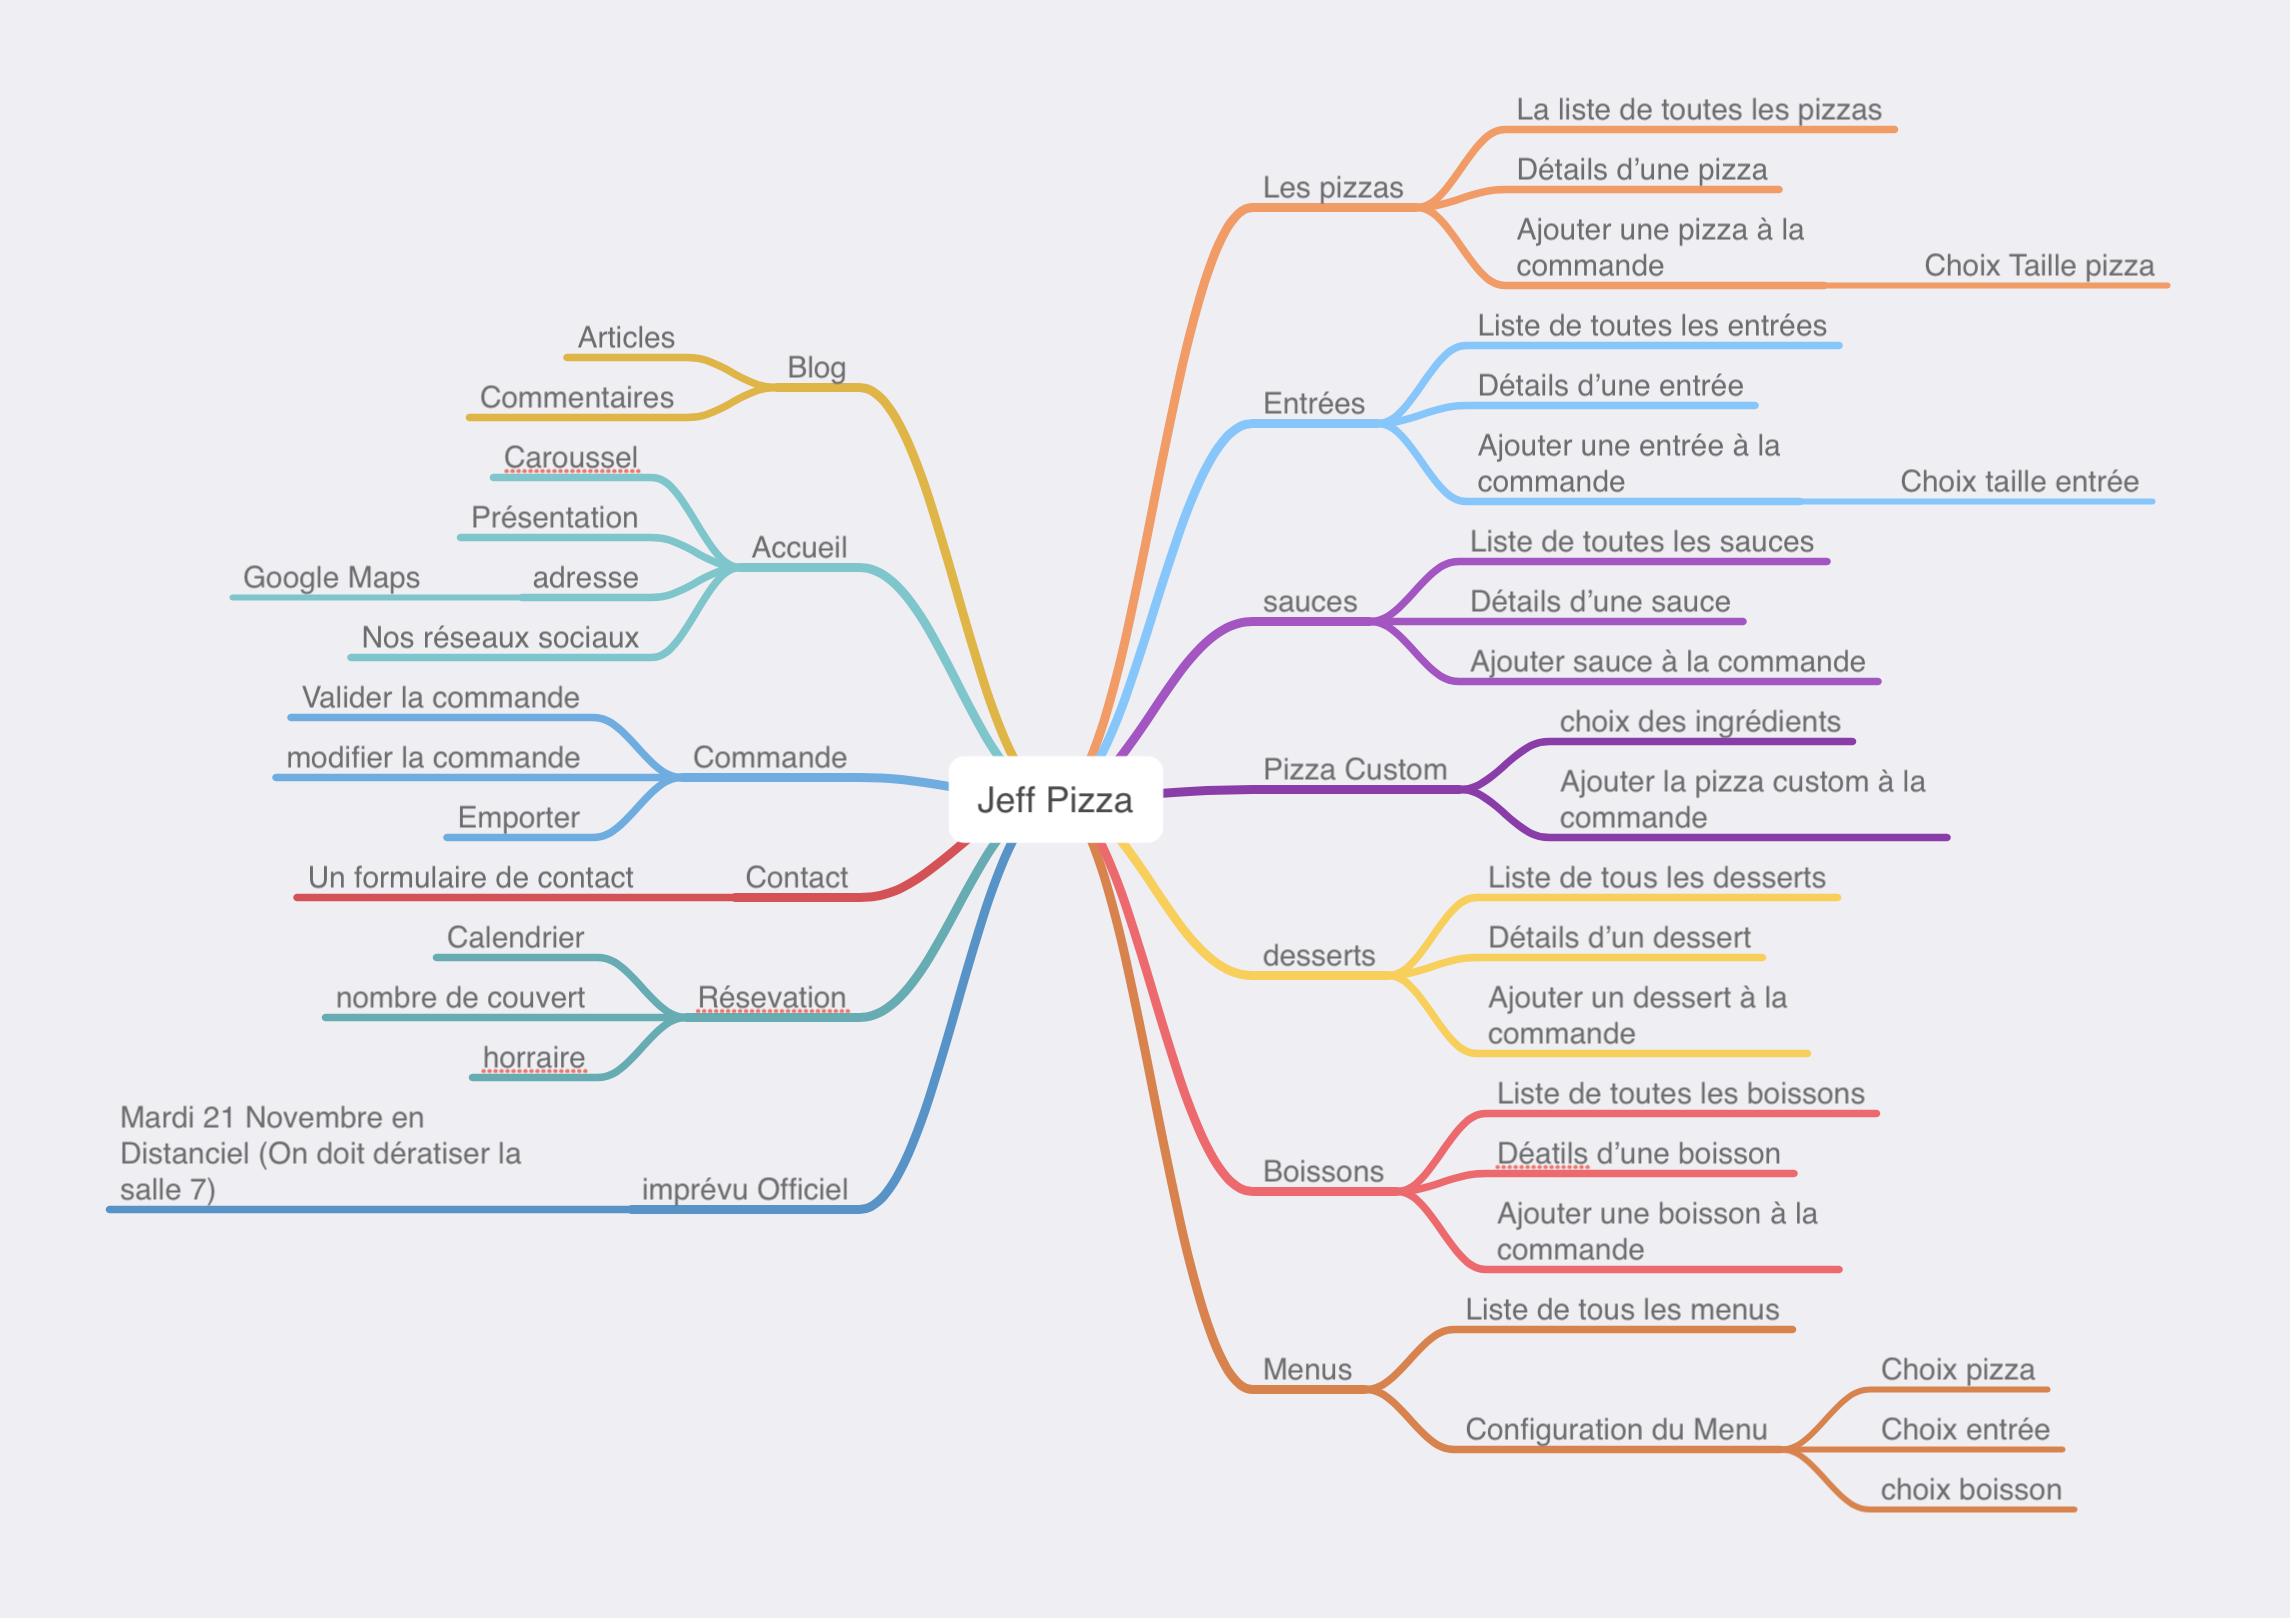 Jeff Pizza
Les pizzas
La liste de toutes les pizzas
Détails d’une pizza
Ajouter une pizza à la
commande
Choix Taille pizza
Entrées
Liste de toutes les entrées
Détails d’une entrée
Ajouter une entrée à la
commande
Choix taille entrée
sauces
Liste de toutes les sauces
Détails d’une sauce
Ajouter sauce à la commande
Pizza Custom
choix des ingrédients
Ajouter la pizza custom à la
commande
desserts
Liste de tous les desserts
Détails d’un dessert
Ajouter un dessert à la
commande
Boissons
Liste de toutes les boissons
Déatils d’une boisson
Ajouter une boisson à la
commande
Menus
Liste de tous les menus
Configuration du Menu
Choix pizza
Choix entrée
choix boisson
Blog
Articles
Commentaires
Accueil
Caroussel
Présentation
adresse
Google Maps
Nos réseaux sociaux
Commande
Valider la commande
modifier la commande
Emporter
Contact
Un formulaire de contact
Résevation
Calendrier
nombre de couvert
horraire
imprévu Officiel
Mardi 21 Novembre en
Distanciel (On doit dératiser la
salle 7)